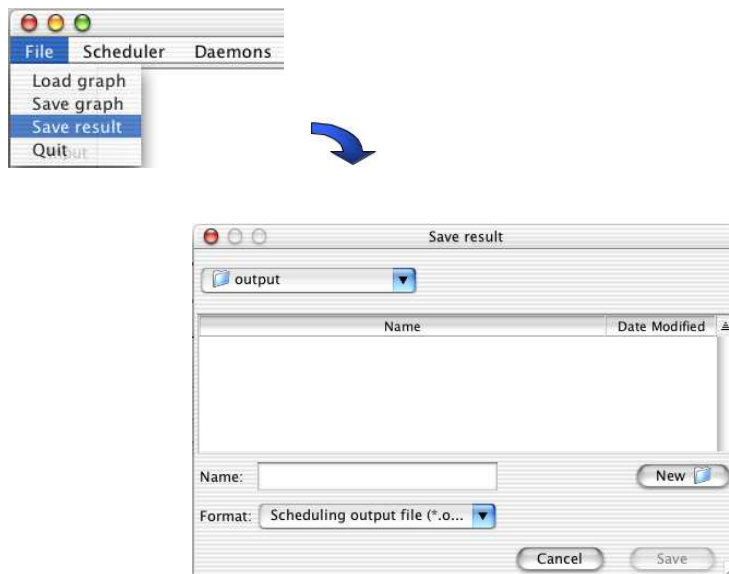 File Scheduler Daemons
Load graph
Save graph
Save result
Quit
Save result
output
Name Date Modified
Name:
New
Format: Scheduling output file (*.o...
Cancel Save